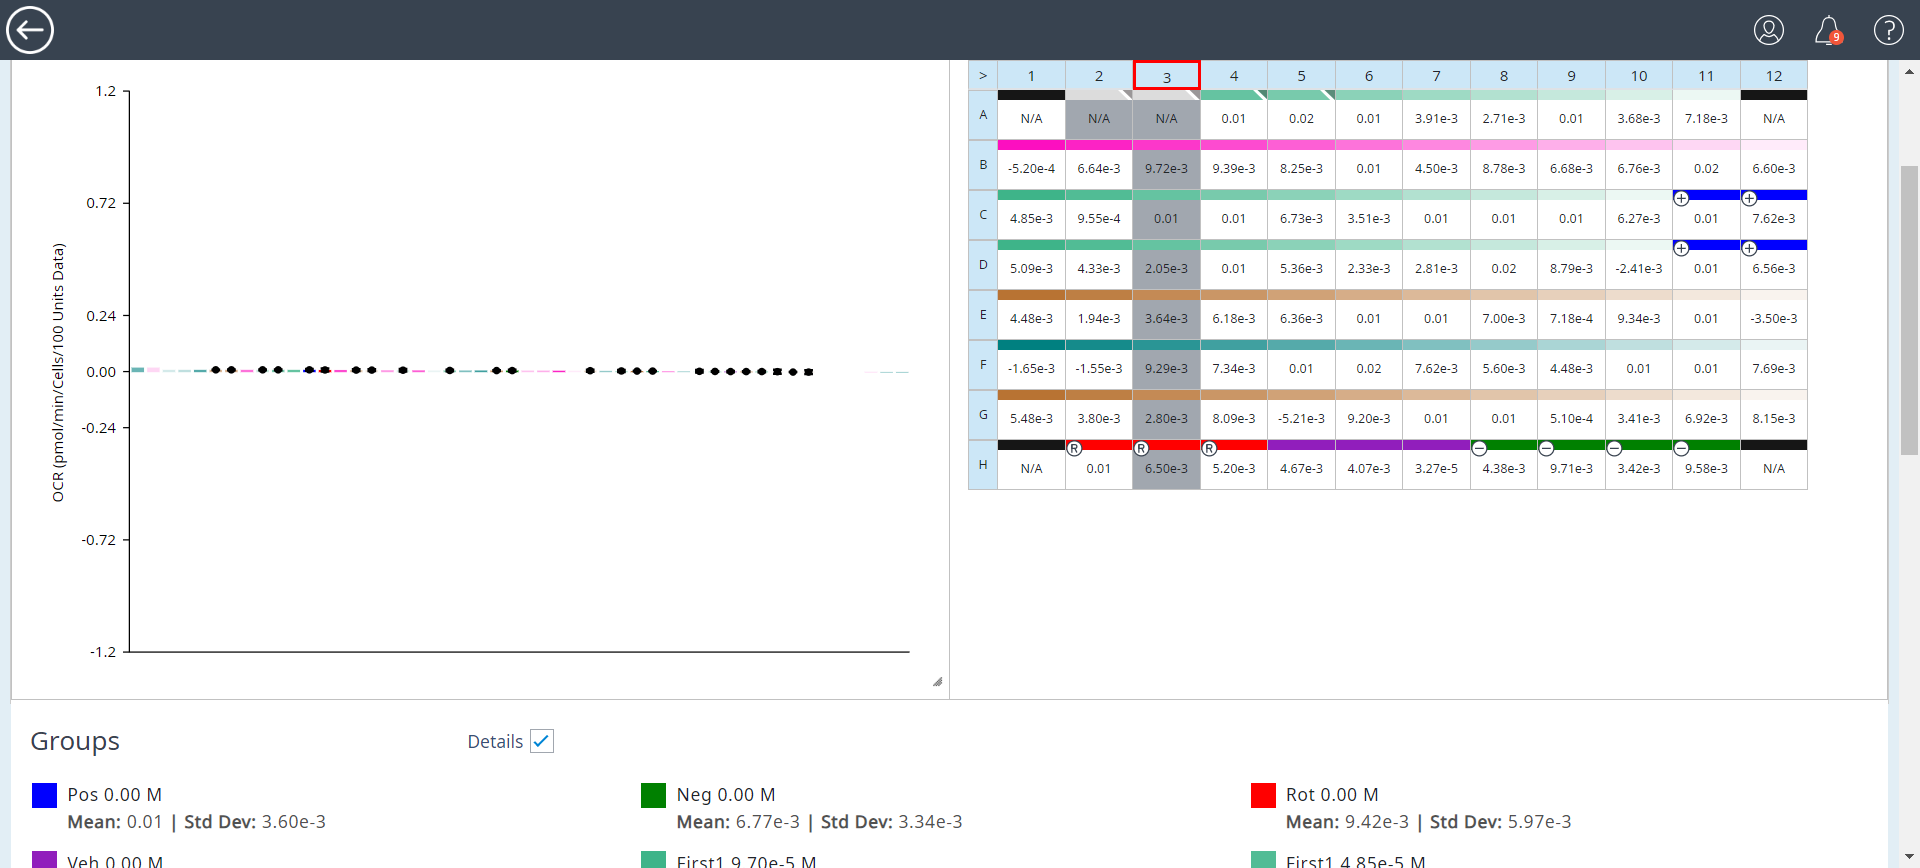 9
?
1.2
0.72
0.24
0.00
-0.24
-0.72
-1.2
OCR (pmol/min/Cells/100 Units Data)
> 1 2 3 4 5 6 7 8 9 10 11 12
A N/A N/A N/A 0.01 0.02 0.01 3.91e-3 2.71e-3 0.01 3.68e-3 7.18e-3 N/A
B -5.20e-4 6.64e-3 9.72e-3 9.39e-3 8.25e-3 0.01 4.50e-3 8.78e-3 6.68e-3 6.76e-3 0.02 6.60e-3
+ +
C 4.85e-3 9.55e-4 0.01 0.01 6.73e-3 3.51e-3 0.01 0.01 0.01 6.27e-3 0.01 7.62e-3
+ +
D 5.09e-3 4.33e-3 2.05e-3 0.01 5.36e-3 2.33e-3 2.81e-3 0.02 8.79e-3 -2.41e-3 0.01 6.56e-3
E 4.48e-3 1.94e-3 3.64e-3 6.18e-3 6.36e-3 0.01 0.01 7.00e-3 7.18e-4 9.34e-3 0.01 -3.50e-3
F -1.65e-3 -1.55e-3 9.29e-3 7.34e-3 0.01 0.02 7.62e-3 5.60e-3 4.48e-3 0.01 0.01 7.69e-3
G 5.48e-3 3.80e-3 2.80e-3 8.09e-3 -5.21e-3 9.20e-3 0.01 0.01 5.10e-4 3.41e-3 6.92e-3 8.15e-3
R R R − − − −
H N/A 0.01 6.50e-3 5.20e-3 4.67e-3 4.07e-3 3.27e-5 4.38e-3 9.71e-3 3.42e-3 9.58e-3 N/A
Groups
Details
Pos 0.00 M
Mean: 0.01 | Std Dev: 3.60e-3
Neg 0.00 M
Mean: 6.77e-3 | Std Dev: 3.34e-3
Rot 0.00 M
Mean: 9.42e-3 | Std Dev: 5.97e-3
Veh 0.00 M
First1 9.70e-5 M
First1 4.85e-5 M